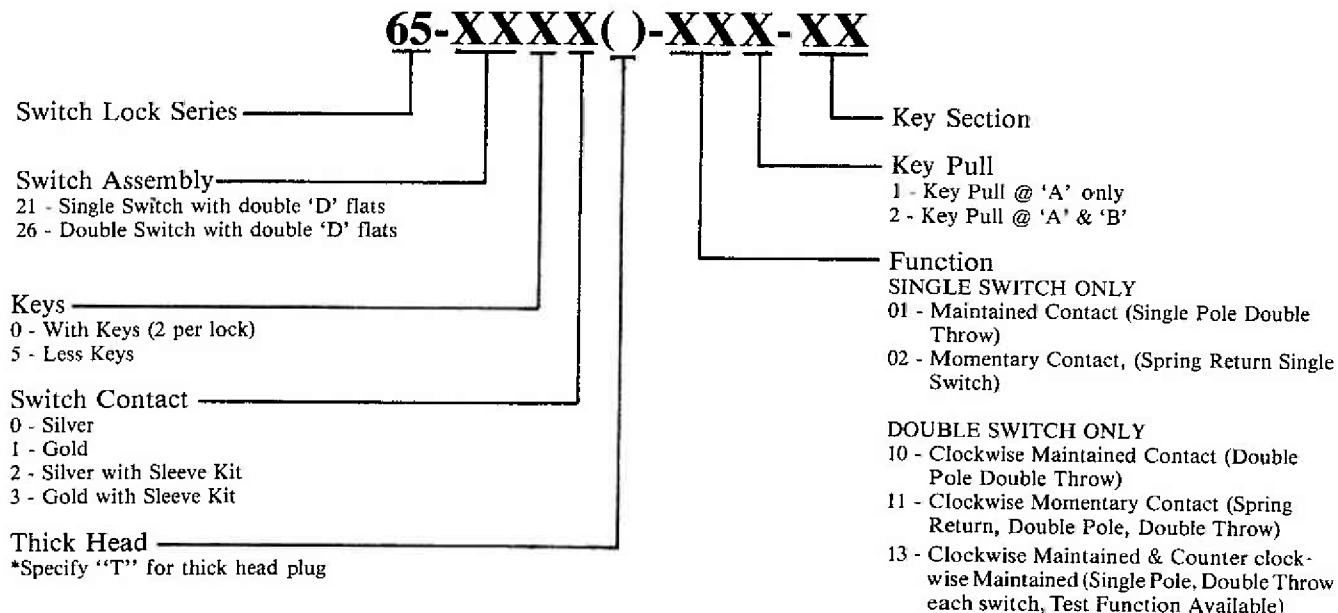 65-XXXX( )-XXX-XX
Switch Lock Series
Switch Assembly
21 - Single Switch with double ‘D’ flats
26 - Double Switch with double ‘D’ flats
Keys
0 - With Keys (2 per lock)
5 - Less Keys
Switch Contact
0 - Silver
1 - Gold
2 - Silver with Sleeve Kit
3 - Gold with Sleeve Kit
Thick Head
*Specify “T” for thick head plug
Key Section
Key Pull
1 - Key Pull @ ‘A’ only
2 - Key Pull @ ‘A’ & ‘B’
Function
SINGLE SWITCH ONLY
01 - Maintained Contact (Single Pole Double
Throw)
02 - Momentary Contact, (Spring Return Single
Switch)
DOUBLE SWITCH ONLY
10 - Clockwise Maintained Contact (Double
Pole Double Throw)
11 - Clockwise Momentary Contact (Spring
Return, Double Pole, Double Throw)
13 - Clockwise Maintained & Counter clock-
wise Maintained (Single Pole, Double Throw
each switch, Test Function Available)